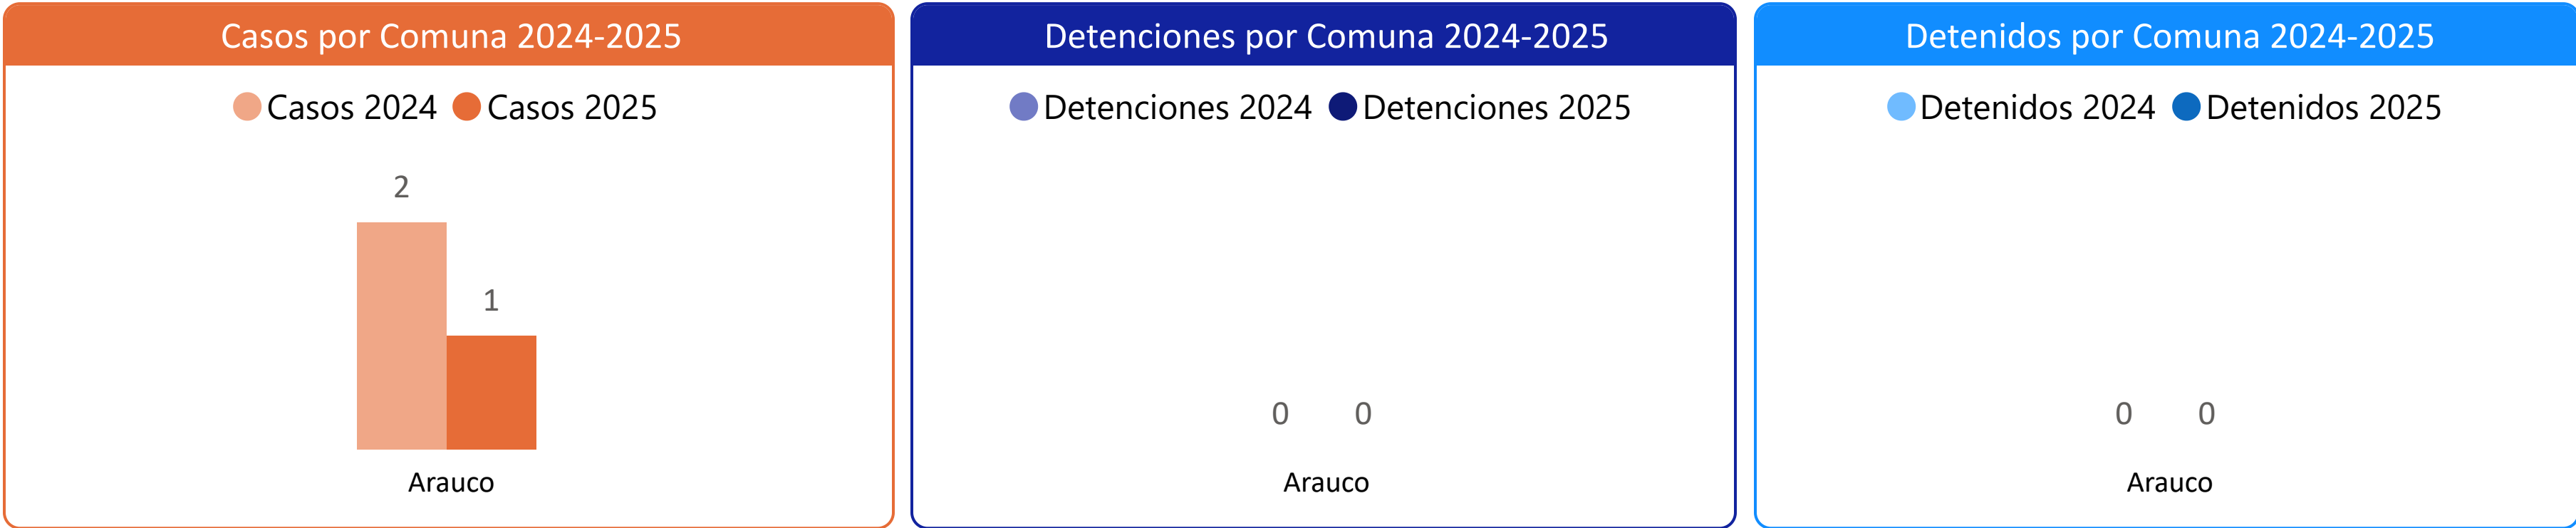 Casos por Comuna 2024-2025
Casos 2024 Casos 2025
2
1
Arauco
Detenciones por Comuna 2024-2025
Detenciones 2024 Detenciones 2025
0 0
Arauco
Detenidos por Comuna 2024-2025
Detenidos 2024 Detenidos 2025
0 0
Arauco